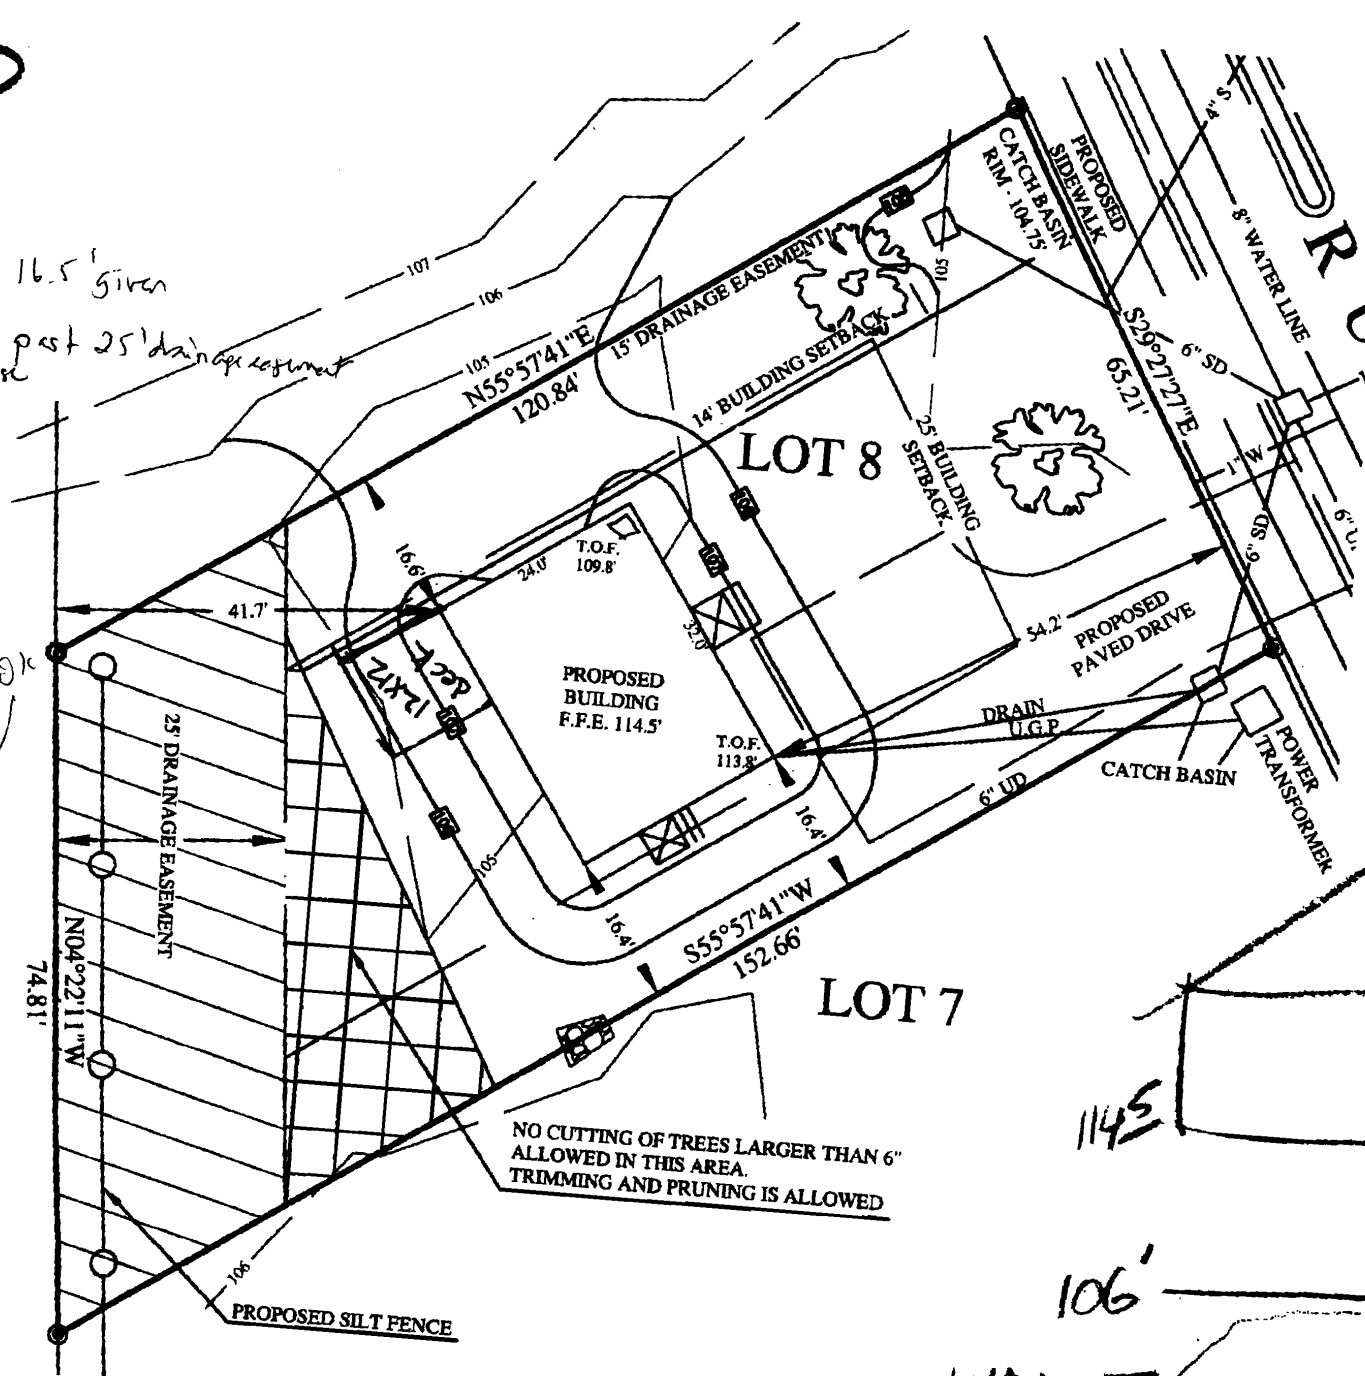 16.5' given
past 25' drainage easement
107
106
105
N55°57'41"E
120.84'
15' DRAINAGE EASEMENT
14' BUILDING SETBACK
CATCH BASIN
RIM - 104.75'
PROPOSED
SIDEWALK
4" S
8" WATER LINE
R
105
S29°27'27"E
65.21'
6" SD
1" W
6" SD
LOT 8
25' BUILDING
SETBACK
106
107
T.O.F.
109.8'
24.0'
16.6'
41.7'
12X12
deck
32.0'
PROPOSED
BUILDING
F.F.E. 114.5'
T.O.F.
113.8'
54.2'
PROPOSED
PAVED DRIVE
DRAIN
U.G.P
6" UD
CATCH BASIN
POWER
TRANSFORMER
ok
25' DRAINAGE EASEMENT
N04°22'11"W
74.81'
105
16.4'
16.4'
S55°57'41"W
152.66'
LOT 7
NO CUTTING OF TREES LARGER THAN 6"
ALLOWED IN THIS AREA.
TRIMMING AND PRUNING IS ALLOWED
106
PROPOSED SILT FENCE
114.5
106'